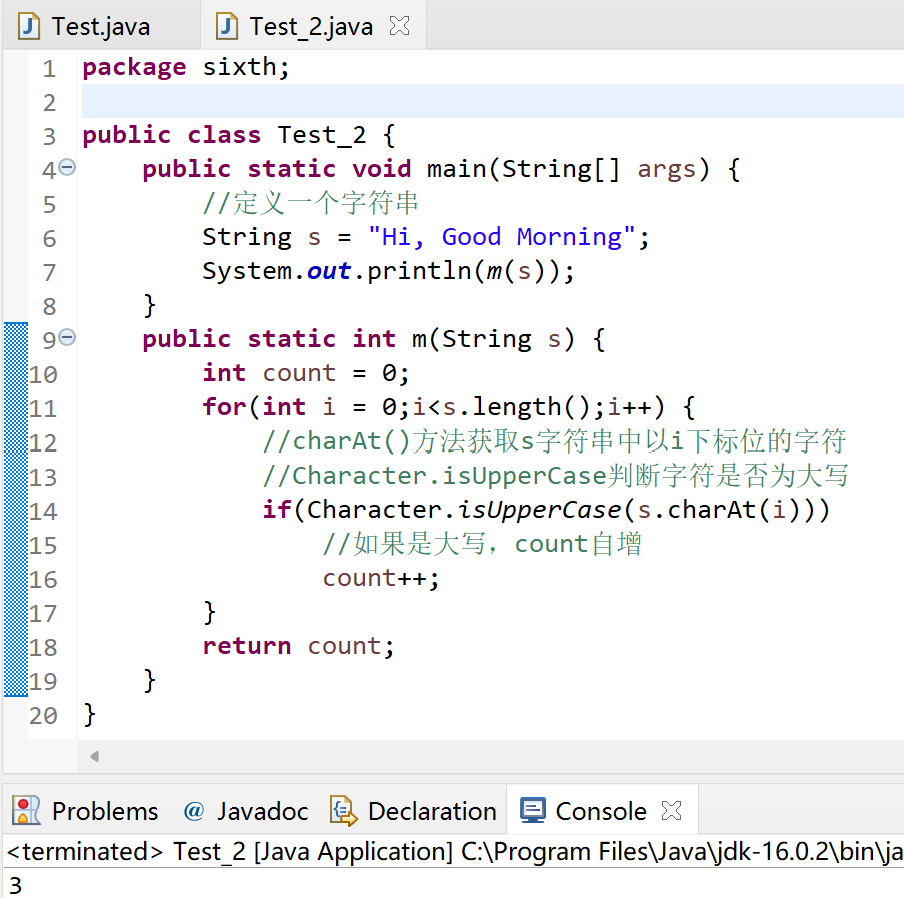 Test.java Test_2.java
1 package sixth;
2
3 public class Test_2 {
4     public static void main(String[] args) {
5         //定义一个字符串
6         String s = "Hi, Good Morning";
7         System.out.println(m(s));
8     }
9     public static int m(String s) {
10         int count = 0;
11         for(int i = 0;i<s.length();i++) {
12             //charAt()方法获取s字符串中以i下标位的字符
13             //Character.isUpperCase判断字符是否为大写
14             if(Character.isUpperCase(s.charAt(i)))
15                 //如果是大写，count自增
16                 count++;
17         }
18         return count;
19     }
20 }
Problems @ Javadoc Declaration Console
<terminated> Test_2 [Java Application] C:\Program Files\Java\jdk-16.0.2\bin\ja
3